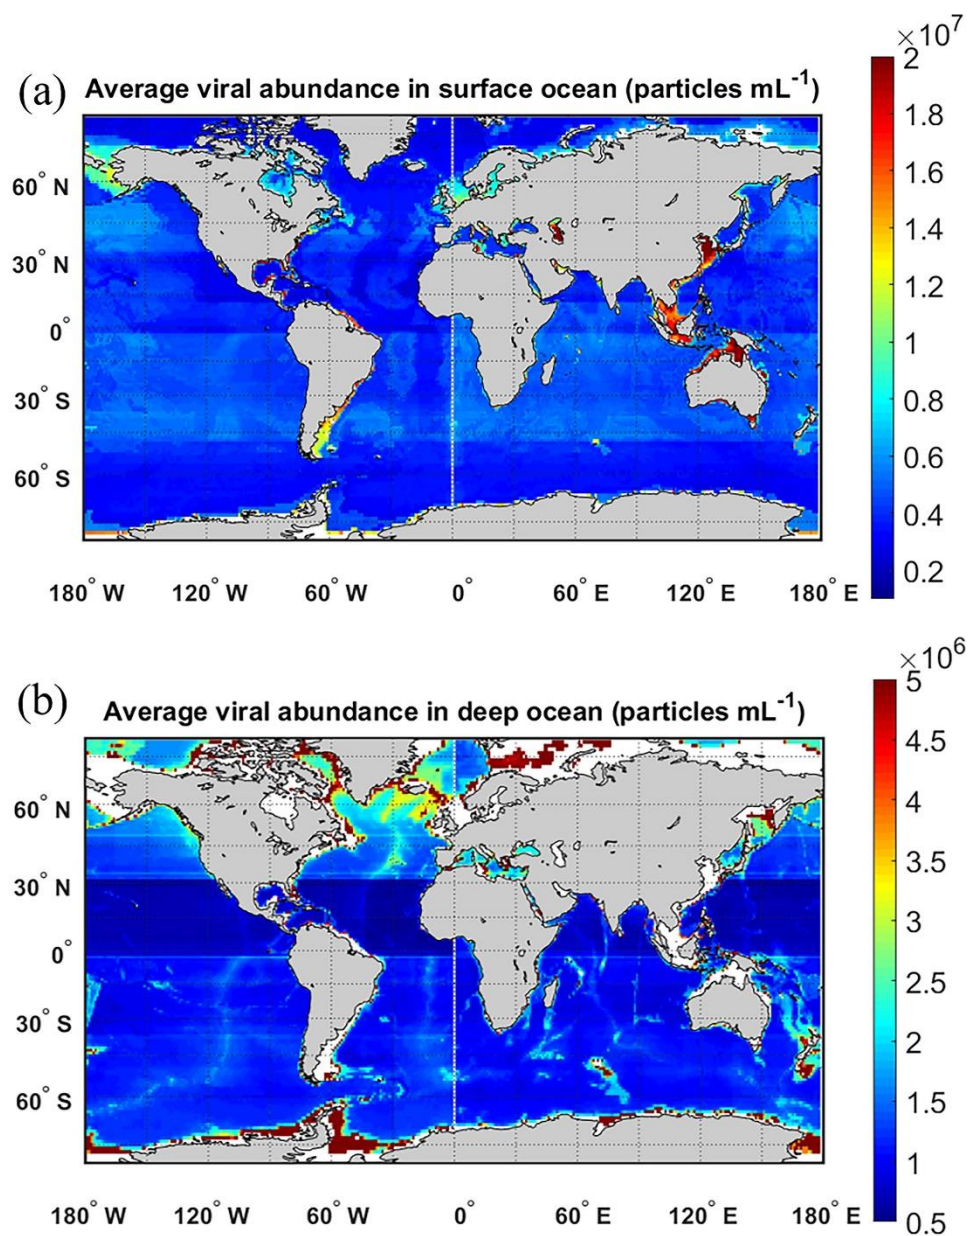 ×10⁷
(a) Average viral abundance in surface ocean (particles mL⁻¹)
2
1.8
1.6
1.4
1.2
1
0.8
0.6
0.4
0.2
60° N
30° N
0°
30° S
60° S
180° W 120° W 60° W 0° 60° E 120° E 180° E
×10⁶
(b) Average viral abundance in deep ocean (particles mL⁻¹)
5
4.5
4
3.5
3
2.5
2
1.5
1
0.5
60° N
30° N
0°
30° S
60° S
180° W 120° W 60° W 0° 60° E 120° E 180° E